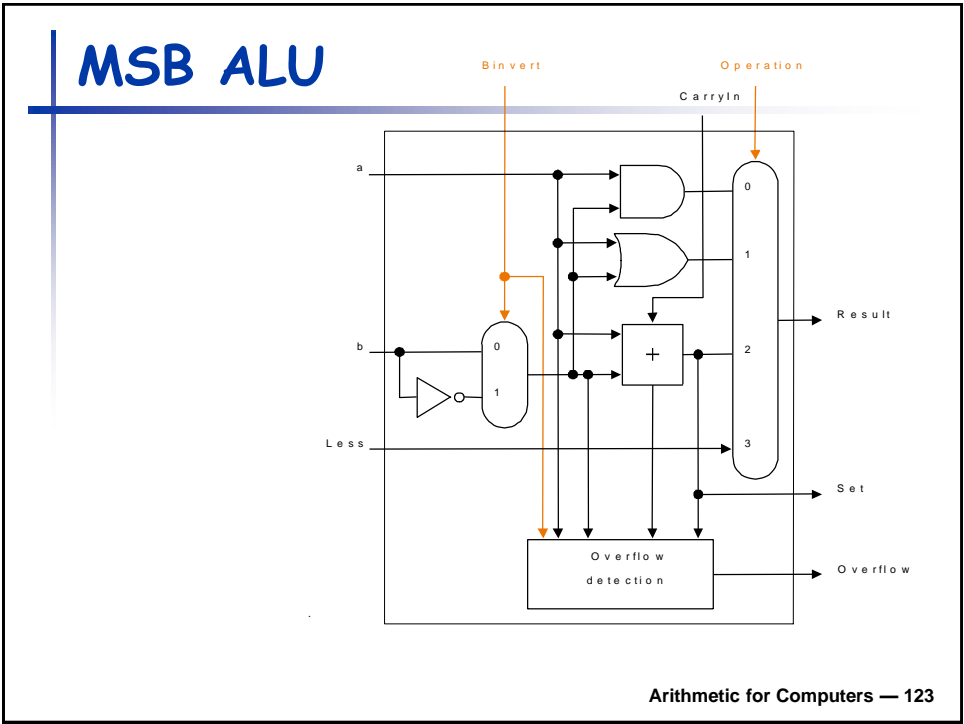 MSB ALU
Binvert
Operation
CarryIn
a
0
1
Result
b
0
+
2
1
Less
3
Set
Overflow
detection
Overflow
.
Arithmetic for Computers — 123